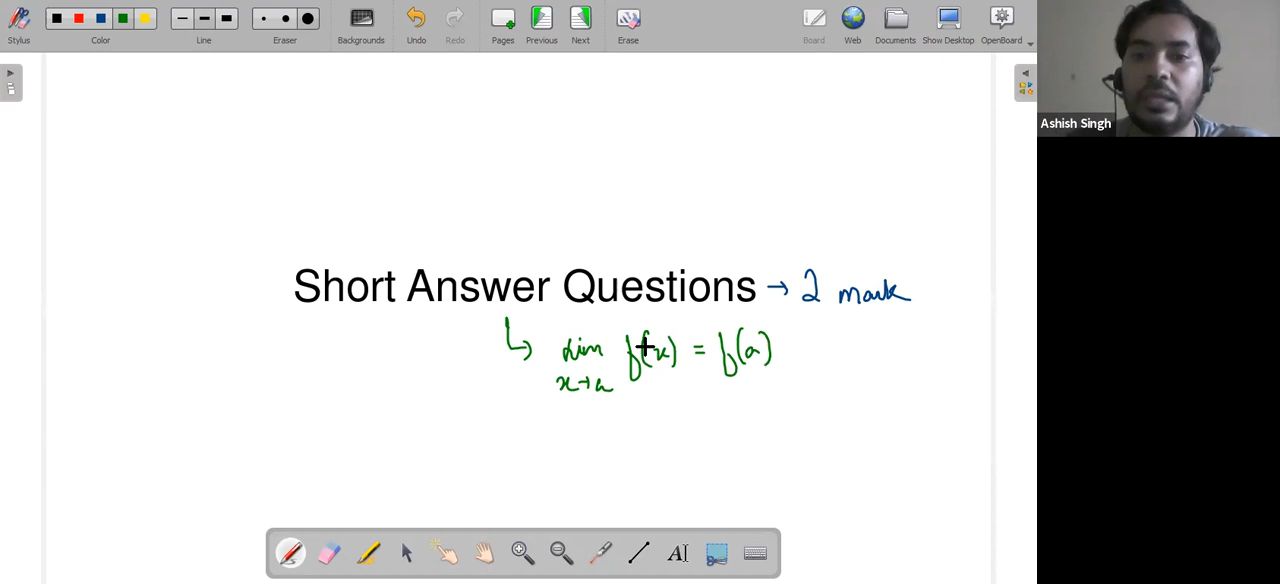 Stylus Color Line Eraser Backgrounds Undo Redo Pages Previous Next Erase Board Web Documents Show Desktop OpenBoard
Ashish Singh
Short Answer Questions → 2 mark
↳ lim f(x) = f(a)
x→a